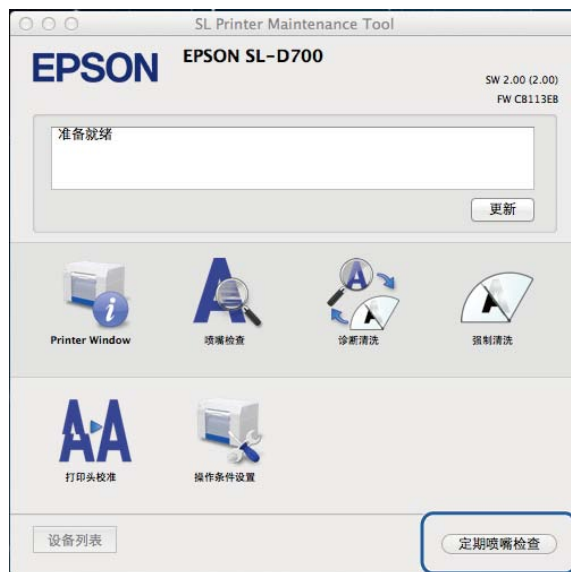 SL Printer Maintenance Tool
EPSON
EPSON SL-D700
SW 2.00 (2.00)
FW CB113EB
准备就绪
更新
Printer Window
喷嘴检查
诊断清洗
强制清洗
打印头校准
操作条件设置
设备列表
定期喷嘴检查